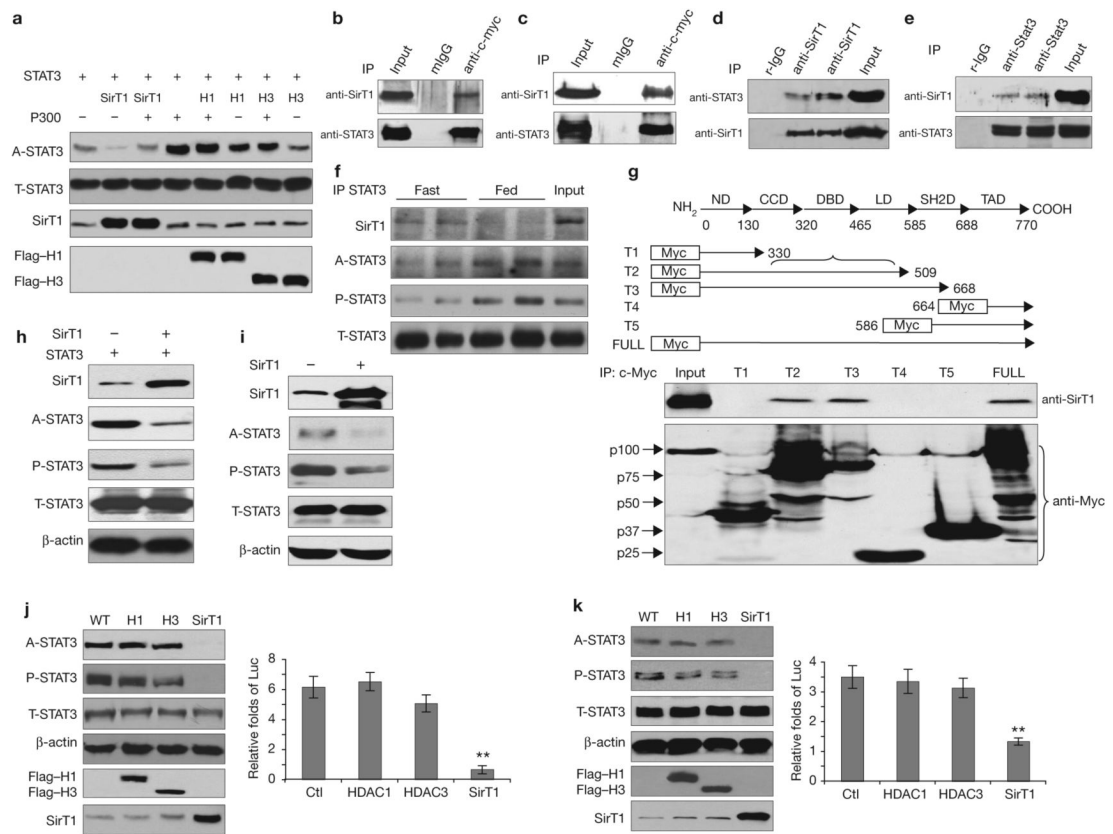 a
STAT3 + + + + + + + +
SirT1 SirT1 H1 H1 H3 H3
P300 – – + + + – + –
A-STAT3
T-STAT3
SirT1
Flag–H1
Flag–H3
b
IP Input mIgG anti-c-myc
anti-SirT1
anti-STAT3
c
IP Input mIgG anti-c-myc
anti-SirT1
anti-STAT3
d
IP r-IgG anti-SirT1 anti-SirT1 Input
anti-STAT3
anti-SirT1
e
IP r-IgG anti-Stat3 anti-Stat3 Input
anti-SirT1
anti-STAT3
f
IP STAT3 Fast Fed Input
SirT1
A-STAT3
P-STAT3
T-STAT3
g
ND CCD DBD LD SH2D TAD
NH2 COOH
0 130 320 465 585 688 770
T1 Myc 330
T2 Myc 509
T3 Myc 668
T4 664 Myc
T5 586 Myc
FULL Myc
IP: c-Myc Input T1 T2 T3 T4 T5 FULL
anti-SirT1
p100
p75
p50
p37
p25
anti-Myc
h
SirT1 – +
STAT3 + +
SirT1
A-STAT3
P-STAT3
T-STAT3
β-actin
i
SirT1 – +
SirT1
A-STAT3
P-STAT3
T-STAT3
β-actin
j
WT H1 H3 SirT1
A-STAT3
P-STAT3
T-STAT3
β-actin
Flag–H1
Flag–H3
SirT1
Relative folds of Luc
8
6
4
2
0
**
Ctl HDAC1 HDAC3 SirT1
k
WT H1 H3 SirT1
A-STAT3
P-STAT3
T-STAT3
β-actin
Flag–H1
Flag–H3
SirT1
Relative folds of Luc
4
3
2
1
0
**
Ctl HDAC1 HDAC3 SirT1